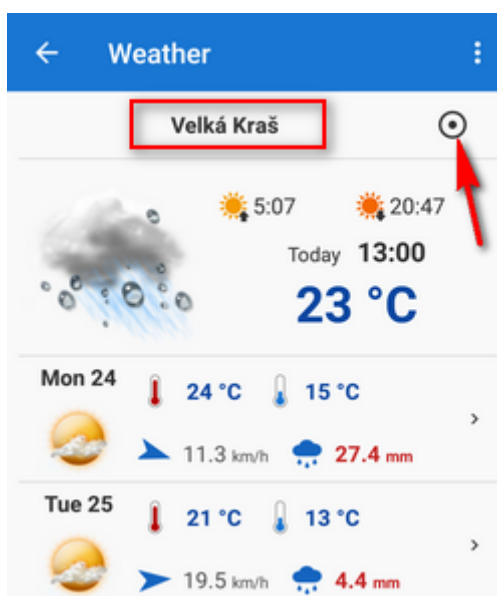 Weather
Velká Kraš
5:07 20:47
Today 13:00
23 °C
Mon 24 24 °C 15 °C
11.3 km/h 27.4 mm
Tue 25 21 °C 13 °C
19.5 km/h 4.4 mm